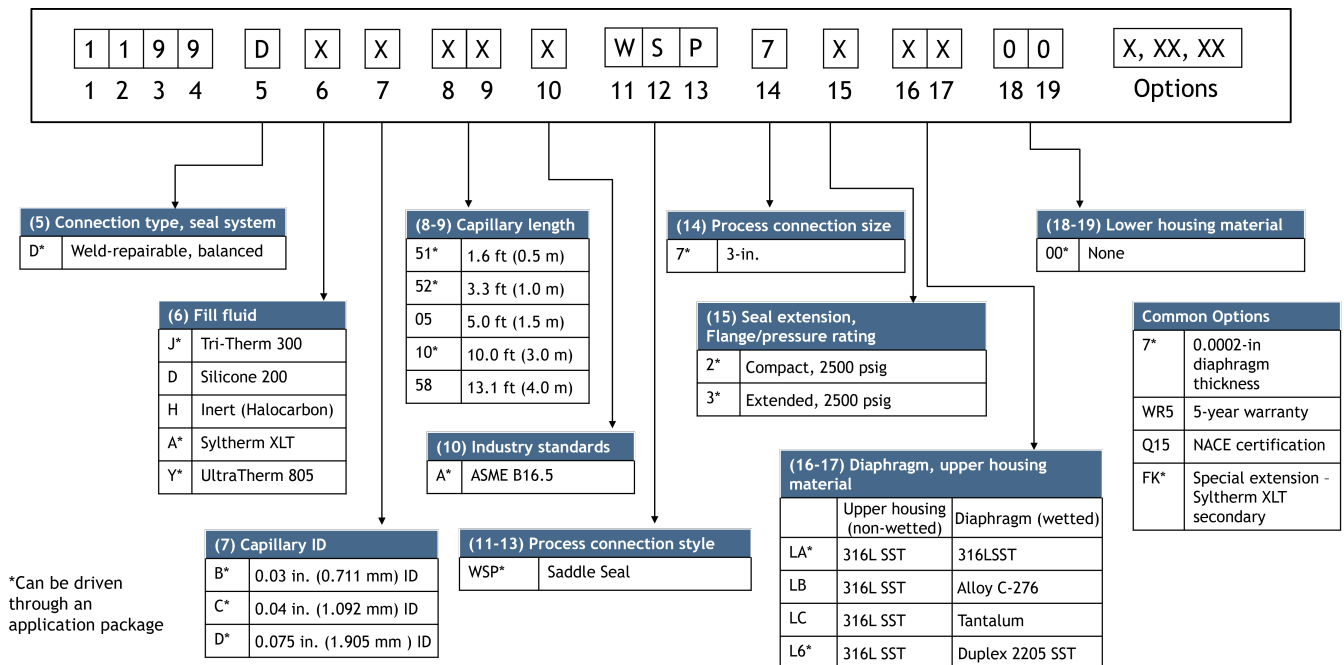 1 1 9 9 D X X X X X W S P 7 X X X 0 0 X, XX, XX
1 2 3 4 5 6 7 8 9 10 11 12 13 14 15 16 17 18 19 Options
(5) Connection type, seal system
D* Weld-repairable, balanced
(6) Fill fluid
J* Tri-Therm 300
D Silicone 200
H Inert (Halocarbon)
A* Syltherm XLT
Y* UltraTherm 805
(7) Capillary ID
B* 0.03 in. (0.711 mm) ID
C* 0.04 in. (1.092 mm) ID
D* 0.075 in. (1.905 mm ) ID
(8-9) Capillary length
51* 1.6 ft (0.5 m)
52* 3.3 ft (1.0 m)
05 5.0 ft (1.5 m)
10* 10.0 ft (3.0 m)
58 13.1 ft (4.0 m)
(10) Industry standards
A* ASME B16.5
(11-13) Process connection style
WSP* Saddle Seal
(14) Process connection size
7* 3-in.
(15) Seal extension,
Flange/pressure rating
2* Compact, 2500 psig
3* Extended, 2500 psig
(16-17) Diaphragm, upper housing
material
Upper housing Diaphragm (wetted)
(non-wetted)
LA* 316L SST 316LSST
LB 316L SST Alloy C-276
LC 316L SST Tantalum
L6* 316L SST Duplex 2205 SST
(18-19) Lower housing material
00* None
Common Options
7* 0.0002-in
diaphragm
thickness
WR5 5-year warranty
Q15 NACE certification
FK* Special extension –
Syltherm XLT
secondary
*Can be driven
through an
application package